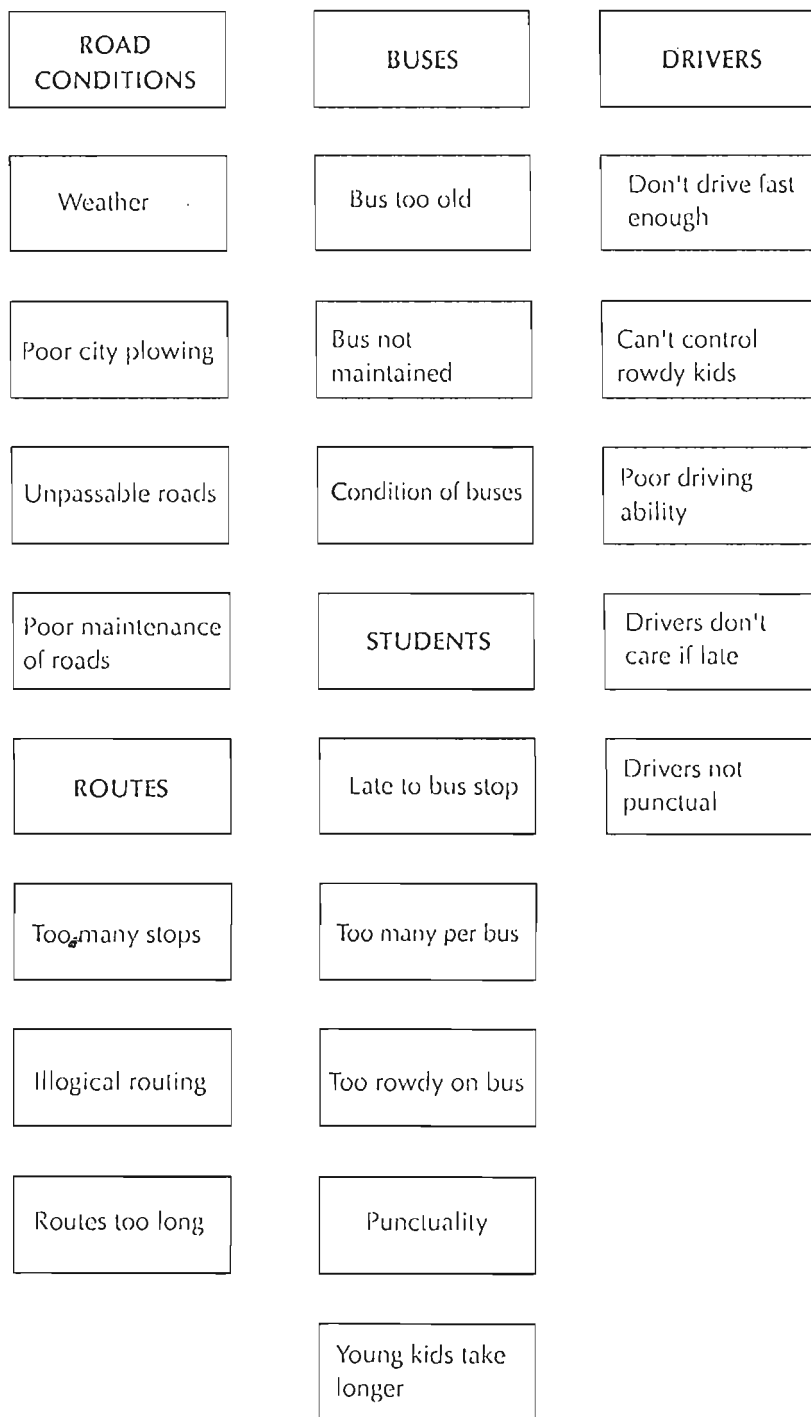 ROAD
CONDITIONS
Weather
Poor city plowing
Unpassable roads
Poor maintenance
of roads
ROUTES
Too many stops
Illogical routing
Routes too long
BUSES
Bus too old
Bus not
maintained
Condition of buses
STUDENTS
Late to bus stop
Too many per bus
Too rowdy on bus
Punctuality
Young kids take
longer
DRIVERS
Don't drive fast
enough
Can't control
rowdy kids
Poor driving
ability
Drivers don't
care if late
Drivers not
punctual